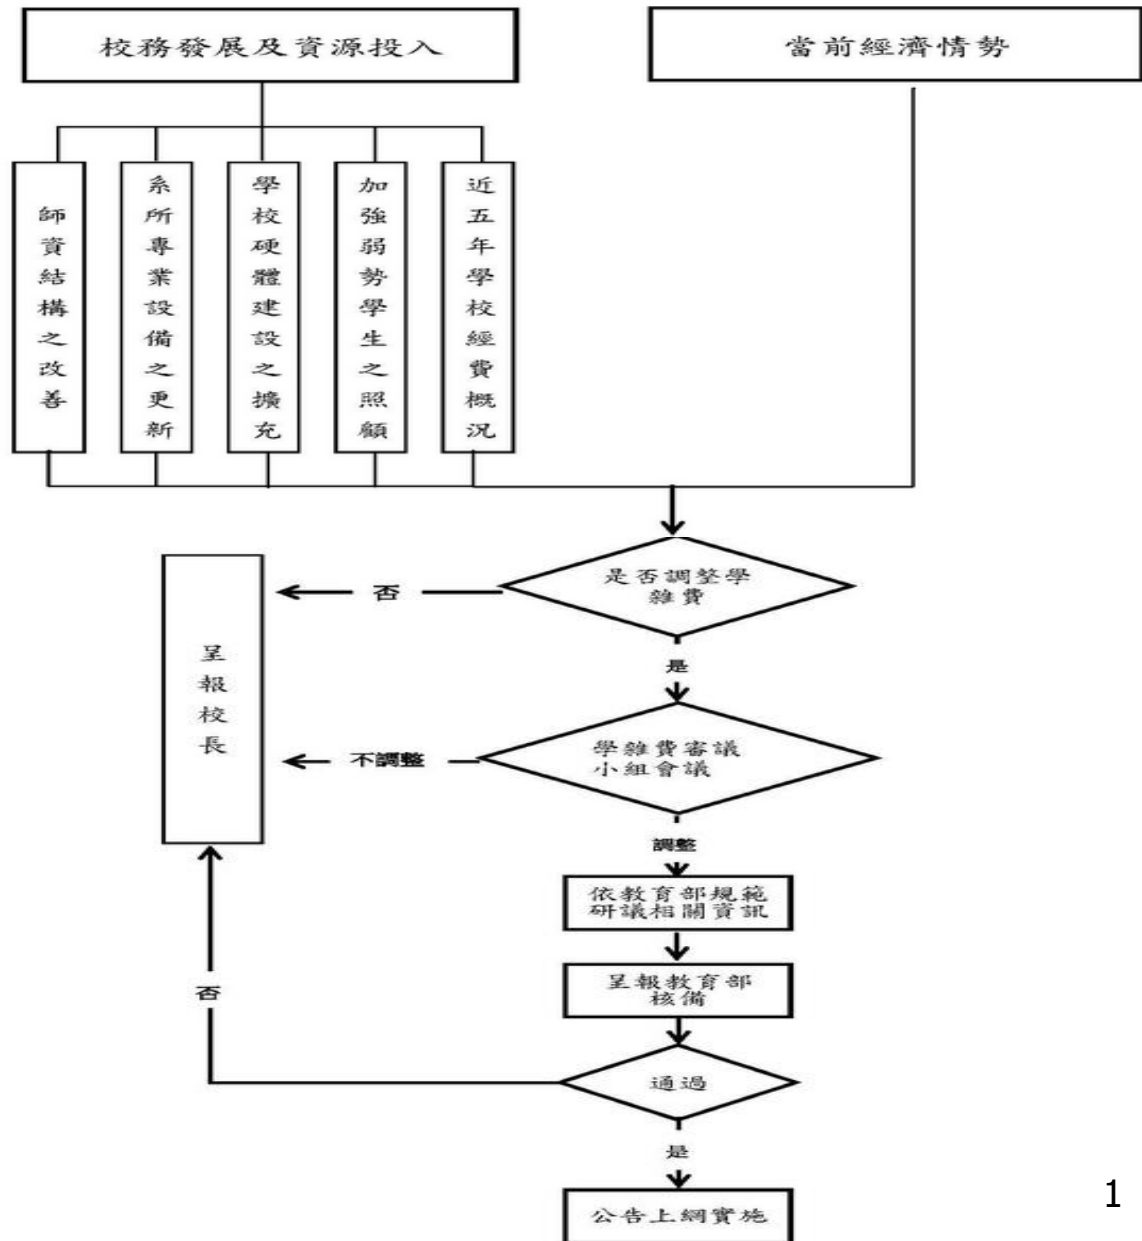 校務發展及資源投入
當前經濟情勢
師資結構之改善
系所專業設備之更新
學校硬體建設之擴充
加強弱勢學生之照顧
近五年學校經費概況
是否調整學
雜費
否
是
呈報校長
學雜費審議
小組會議
不調整
調整
依教育部規範
研議相關資訊
呈報教育部
核備
否
通過
是
公告上網實施
1